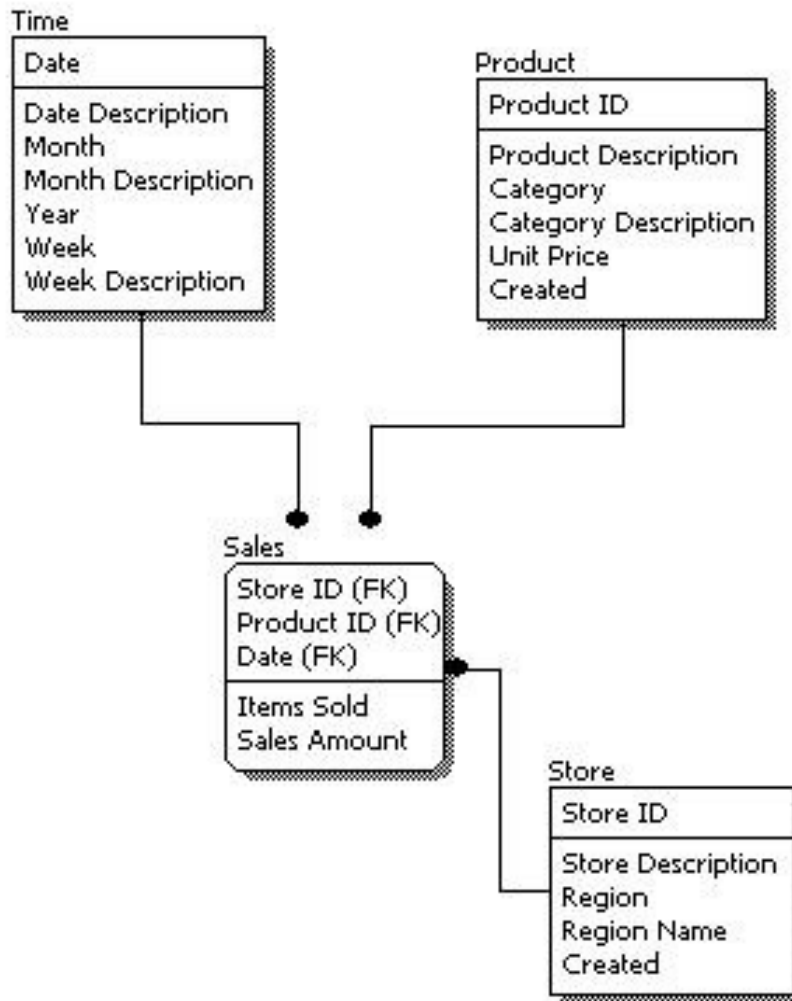 Time
Date
Date Description
Month
Month Description
Year
Week
Week Description
Product
Product ID
Product Description
Category
Category Description
Unit Price
Created
Sales
Store ID (FK)
Product ID (FK)
Date (FK)
Items Sold
Sales Amount
Store
Store ID
Store Description
Region
Region Name
Created